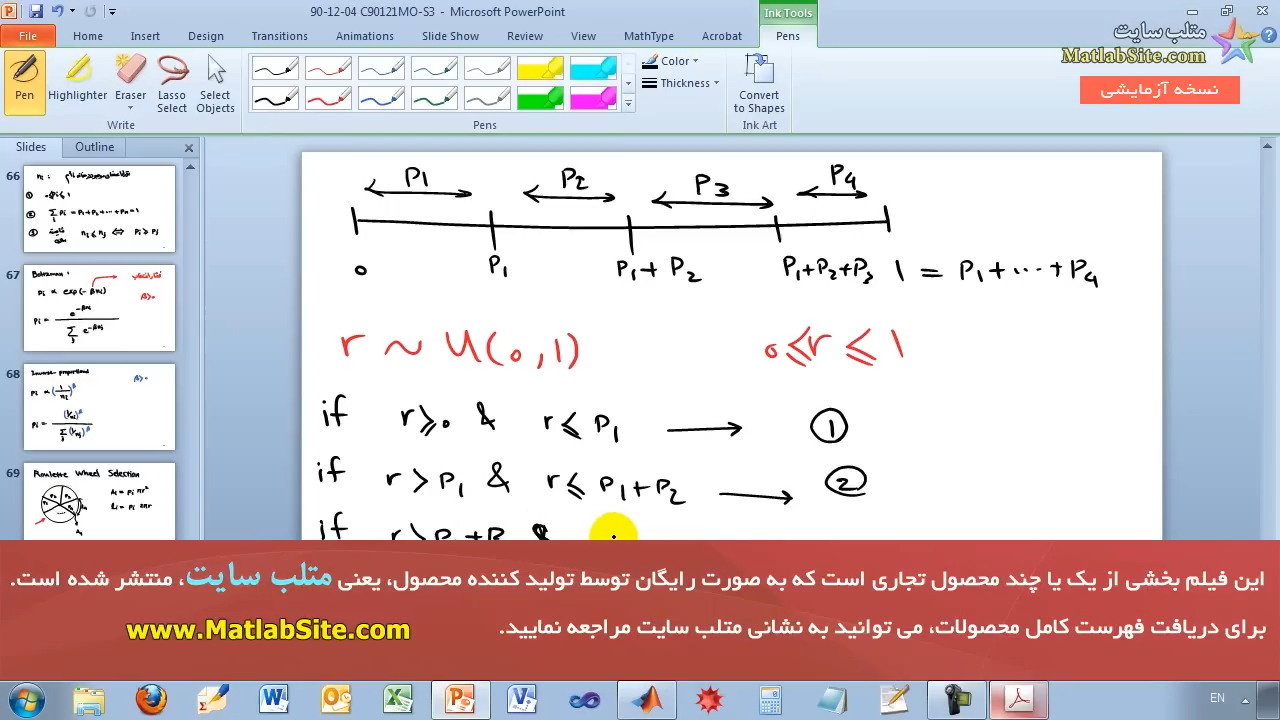 90-12-04 C90121MO-S3 - Microsoft PowerPoint
Ink Tools
File Home Insert Design Transitions Animations Slide Show Review View MathType Acrobat Pens
متلب سایت
MatlabSite.com
نسخه آزمایشی
Pen Highlighter Eraser Lasso Select Select Objects
Color
Thickness
Convert to Shapes
Write Pens Ink Art
Slides Outline
66
67
Boltzman:
68
Inverse-proportional
69
Roulette Wheel Selection
P1 P2 P3 P4
0 P1 P1+P2 P1+P2+P3 1 = P1+...+P4
r ~ U(0,1) 0≤r≤1
if r≥0 & r≤P1 → 1
if r>P1 & r≤P1+P2 → 2
if r>P1+P2 &
این فیلم بخشی از یک یا چند محصول تجاری است که به صورت رایگان توسط تولید کننده محصول، یعنی متلب سایت، منتشر شده است.
برای دریافت فهرست کامل محصولات، می توانید به نشانی متلب سایت مراجعه نمایید.
www.MatlabSite.com
EN